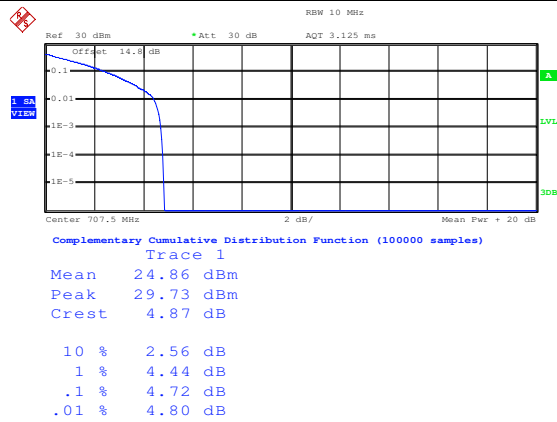 RBW 10 MHz
Ref 30 dBm *Att 30 dB AQT 3.125 ms
Offset 14.8 dB
0.1
A
0.01
1 SA
VIEW
1E-3
LVL
1E-4
1E-5
3DB
Center 707.5 MHz 2 dB/ Mean Pwr + 20 dB
Complementary Cumulative Distribution Function (100000 samples)
Trace 1
Mean 24.86 dBm
Peak 29.73 dBm
Crest 4.87 dB
10 % 2.56 dB
1 % 4.44 dB
.1 % 4.72 dB
.01 % 4.80 dB